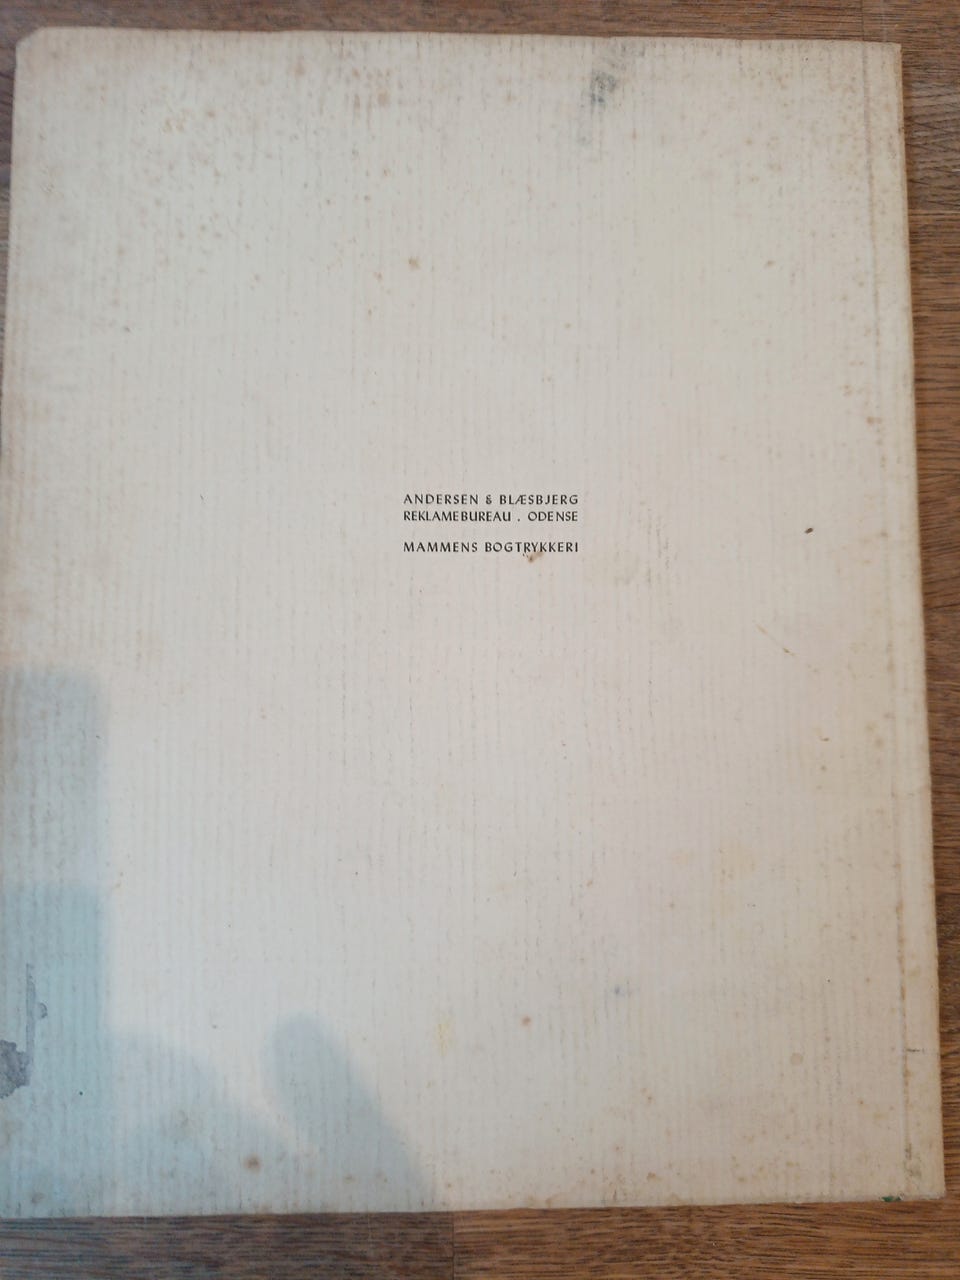 ANDERSEN & BLÆSBJERG
REKLAMEBUREAU . ODENSE
MAMMENS BOGTRYKKERI